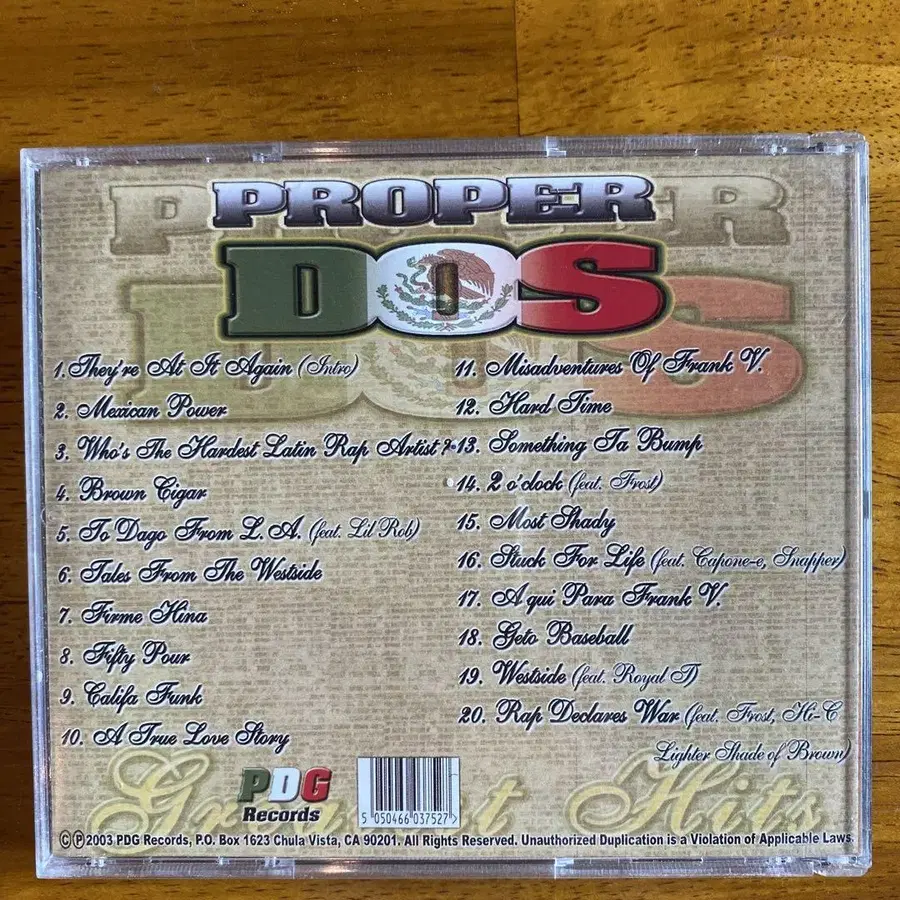 PROPER
DOS
1. They're At It Again (Intro)
2. Mexican Power
3. Who's The Hardest Latin Rap Artist?
4. Brown Cigar
5. To Dago From L.A. (feat. Lil Rob)
6. Tales From The Westside
7. Firme Hina
8. Fifty Pour
9. Califa Funk
10. A True Love Story
11. Misadventures Of Frank V.
12. Hard Time
13. Something Ta Bump
14. 2 o'clock (feat. Frost)
15. Most Shady
16. Stuck For Life (feat. Capone-e, Snapper)
17. A qui Para Frank V.
18. Geto Baseball
19. Westside (feat. Royal T)
20. Rap Declares War (feat. Frost, Hi-C
Lighter Shade of Brown)
Greatest Hits
PDG
Records
5 050466 037527
© ℗ 2003 PDG Records, P.O. Box 1623 Chula Vista, CA 90201. All Rights Reserved. Unauthorized Duplication is a Violation of Applicable Laws.